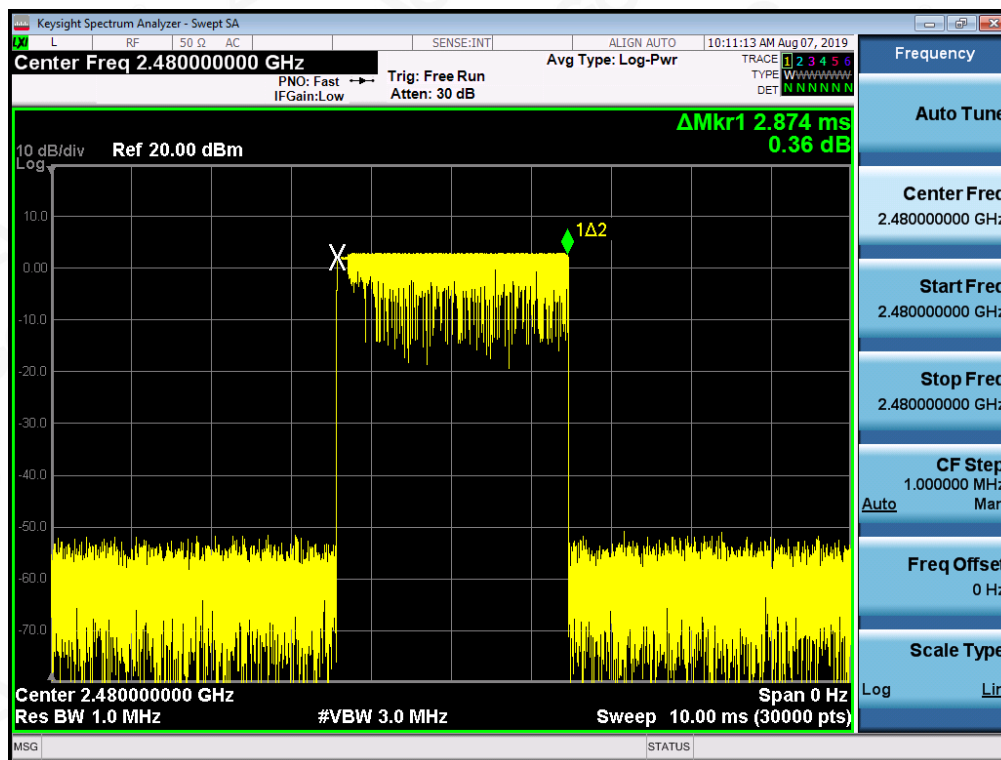 Keysight Spectrum Analyzer - Swept SA
LXI L RF 50 Ω AC SENSE:INT ALIGN AUTO 10:11:13 AM Aug 07, 2019
Center Freq 2.480000000 GHz
PNO: Fast
IFGain:Low
Trig: Free Run
Atten: 30 dB
Avg Type: Log-Pwr
TRACE 1 2 3 4 5 6
TYPE WWWWWW
DET N N N N N N
ΔMkr1 2.874 ms
0.36 dB
10 dB/div
Log
Ref 20.00 dBm
10.0
0.00
-10.0
-20.0
-30.0
-40.0
-50.0
-60.0
-70.0
1Δ2
Center 2.480000000 GHz
Span 0 Hz
Res BW 1.0 MHz
#VBW 3.0 MHz
Sweep 10.00 ms (30000 pts)
MSG
STATUS
Frequency
Auto Tune
Center Freq
2.480000000 GHz
Start Freq
2.480000000 GHz
Stop Freq
2.480000000 GHz
CF Step
1.000000 MHz
Auto Man
Freq Offset
0 Hz
Scale Type
Log Lin